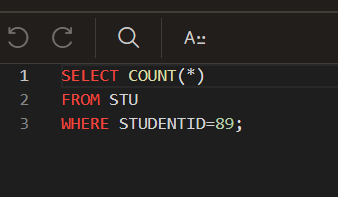 A
1 SELECT COUNT(*)
2 FROM STU
3 WHERE STUDENTID=89;